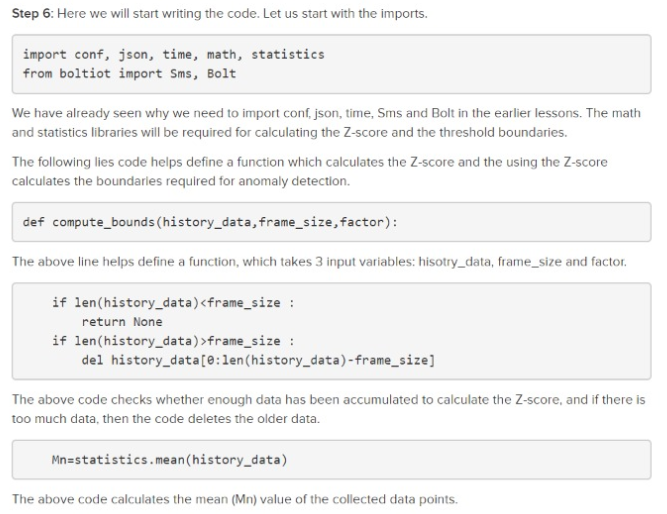 Step 6: Here we will start writing the code. Let us start with the imports.
import conf, json, time, math, statistics
from boltiot import Sms, Bolt
We have already seen why we need to import conf, json, time, Sms and Bolt in the earlier lessons. The math
and statistics libraries will be required for calculating the Z-score and the threshold boundaries.
The following lies code helps define a function which calculates the Z-score and the using the Z-score
calculates the boundaries required for anomaly detection.
def compute_bounds(history_data,frame_size,factor):
The above line helps define a function, which takes 3 input variables: hisotry_data, frame_size and factor.
    if len(history_data)<frame_size :
        return None
    if len(history_data)>frame_size :
        del history_data[0:len(history_data)-frame_size]
The above code checks whether enough data has been accumulated to calculate the Z-score, and if there is
too much data, then the code deletes the older data.
    Mn=statistics.mean(history_data)
The above code calculates the mean (Mn) value of the collected data points.